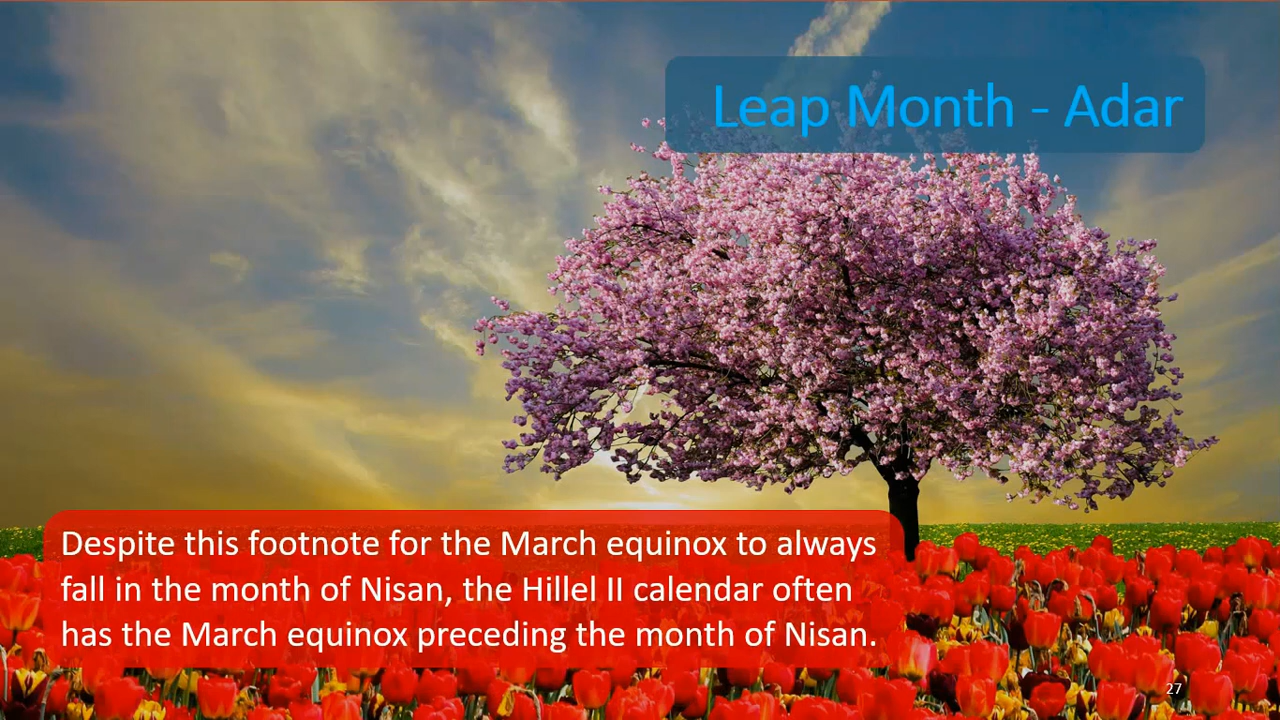 Leap Month - Adar
Despite this footnote for the March equinox to always
fall in the month of Nisan, the Hillel II calendar often
has the March equinox preceding the month of Nisan.
27